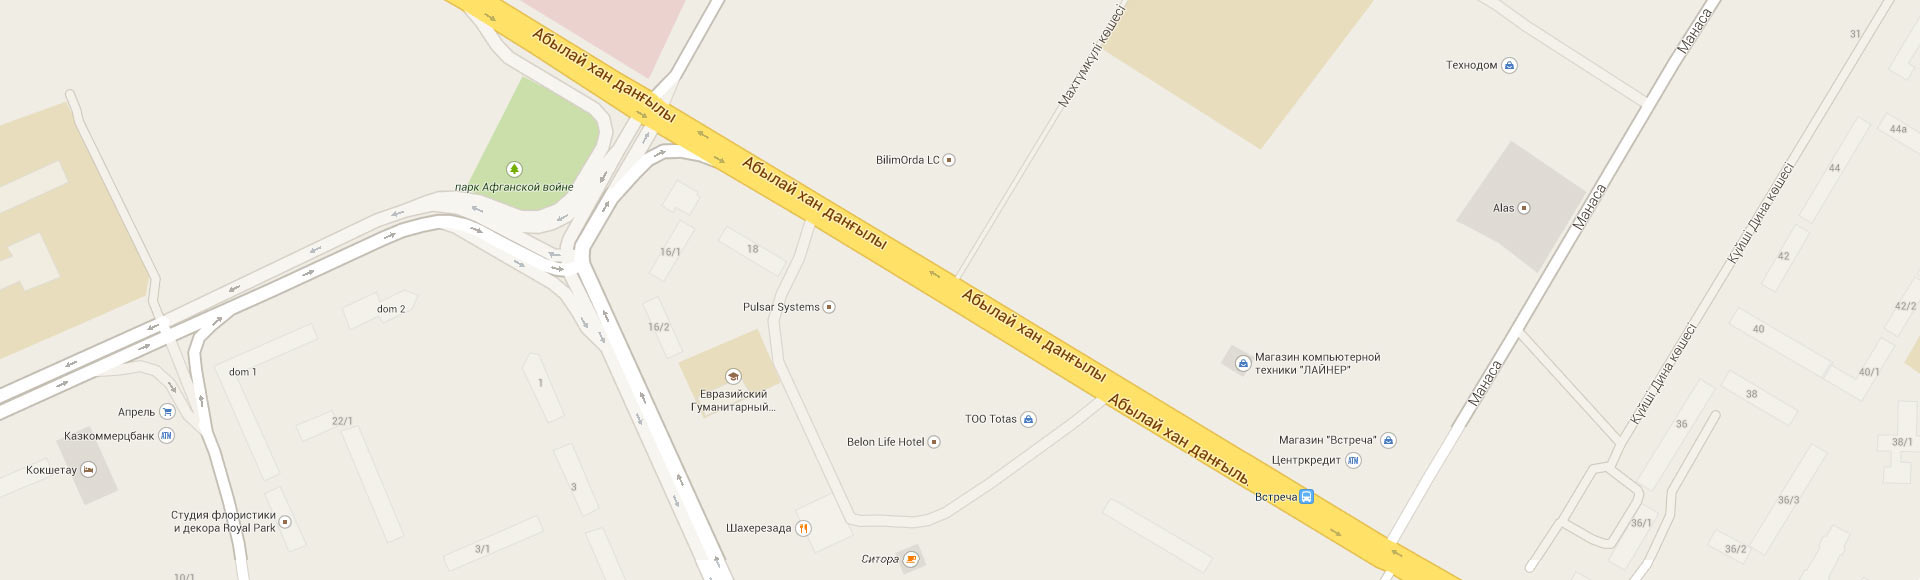 Абылай хан даңғылы
Махтұмқұлі көшесі
Манаса
31
Технодом
44а
BilimOrda LC
44
парк Афганской войне
Абылай хан даңғылы
Alas
Манаса
Күйші Дина көшесі
16/1
18
42
dom 2
Pulsar Systems
Абылай хан даңғылы
42/2
16/2
40
Магазин компьютерной
техники "ЛАЙНЕР"
dom 1
40/1
1
Манаса
Күйші Дина көшесі
38
Евразийский
Гуманитарный...
Апрель
22/1
ТОО Totas
Абылай хан даңғылы
36
Казкоммерцбанк
Belon Life Hotel
Магазин "Встреча"
38/1
Центркредит
Кокшетау
3
Встреча
36/3
Студия флористики
и декора Royal Park
Шахерезада
36/1
3/1
36/2
Ситора
10/1